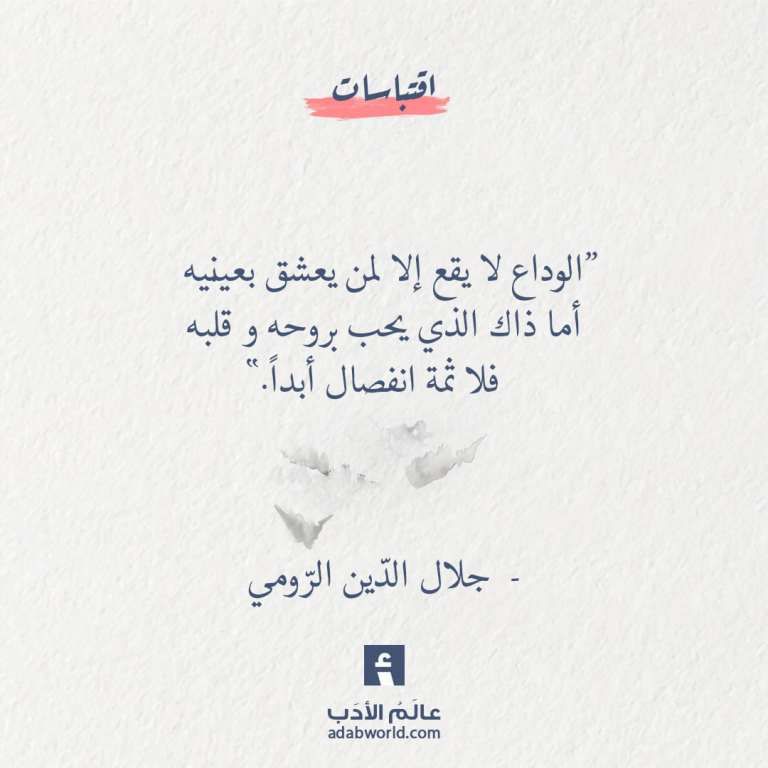 اقتباسات
”الوداع لا يقع إلا لمن يعشق بعينيه
أما ذاك الذي يحب بروحه و قلبه
فلا ثمة انفصال أبداً.“
- جلال الدّين الرّومي
أ
عالَمُ الأدَب
adabworld.com